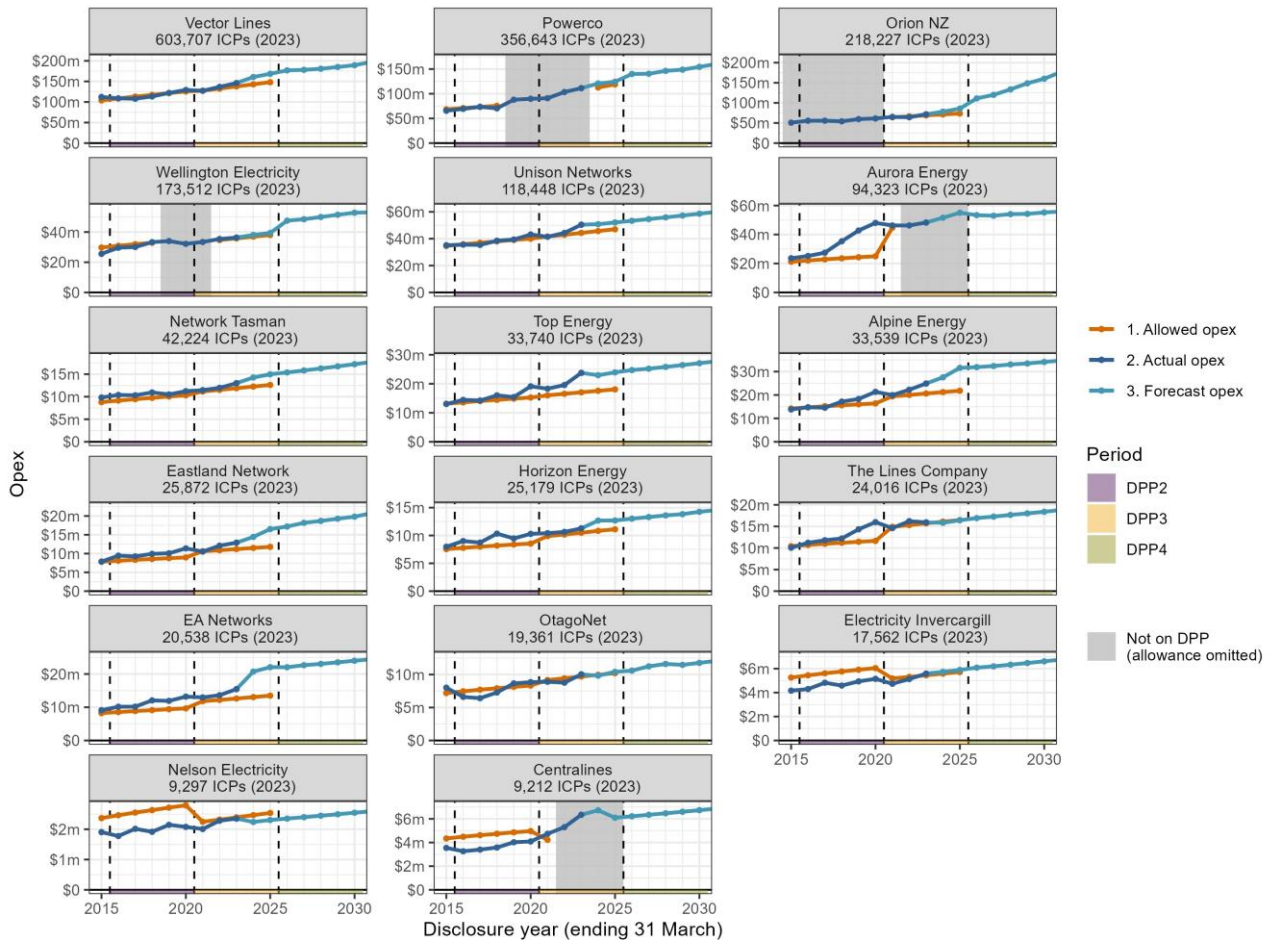 Vector Lines
603,707 ICPs (2023)
Powerco
356,643 ICPs (2023)
Orion NZ
218,227 ICPs (2023)
$200m
$150m
$100m
$50m
$0
$150m
$100m
$50m
$0
$200m
$150m
$100m
$50m
$0
Wellington Electricity
173,512 ICPs (2023)
Unison Networks
118,448 ICPs (2023)
Aurora Energy
94,323 ICPs (2023)
$40m
$20m
$0
$60m
$40m
$20m
$0
$60m
$40m
$20m
$0
Network Tasman
42,224 ICPs (2023)
Top Energy
33,740 ICPs (2023)
Alpine Energy
33,539 ICPs (2023)
$15m
$10m
$5m
$0
$30m
$20m
$10m
$0
$30m
$20m
$10m
$0
Eastland Network
25,872 ICPs (2023)
Horizon Energy
25,179 ICPs (2023)
The Lines Company
24,016 ICPs (2023)
$20m
$15m
$10m
$5m
$0
$15m
$10m
$5m
$0
$20m
$15m
$10m
$5m
$0
EA Networks
20,538 ICPs (2023)
OtagoNet
19,361 ICPs (2023)
Electricity Invercargill
17,562 ICPs (2023)
$20m
$10m
$0
$10m
$5m
$0
$6m
$4m
$2m
$0
2015 2020 2025 2030
Nelson Electricity
9,297 ICPs (2023)
Centralines
9,212 ICPs (2023)
$2m
$1m
$0
$6m
$4m
$2m
$0
2015 2020 2025 2030
2015 2020 2025 2030
Opex
Disclosure year (ending 31 March)
1. Allowed opex
2. Actual opex
3. Forecast opex
Period
DPP2
DPP3
DPP4
Not on DPP
(allowance omitted)